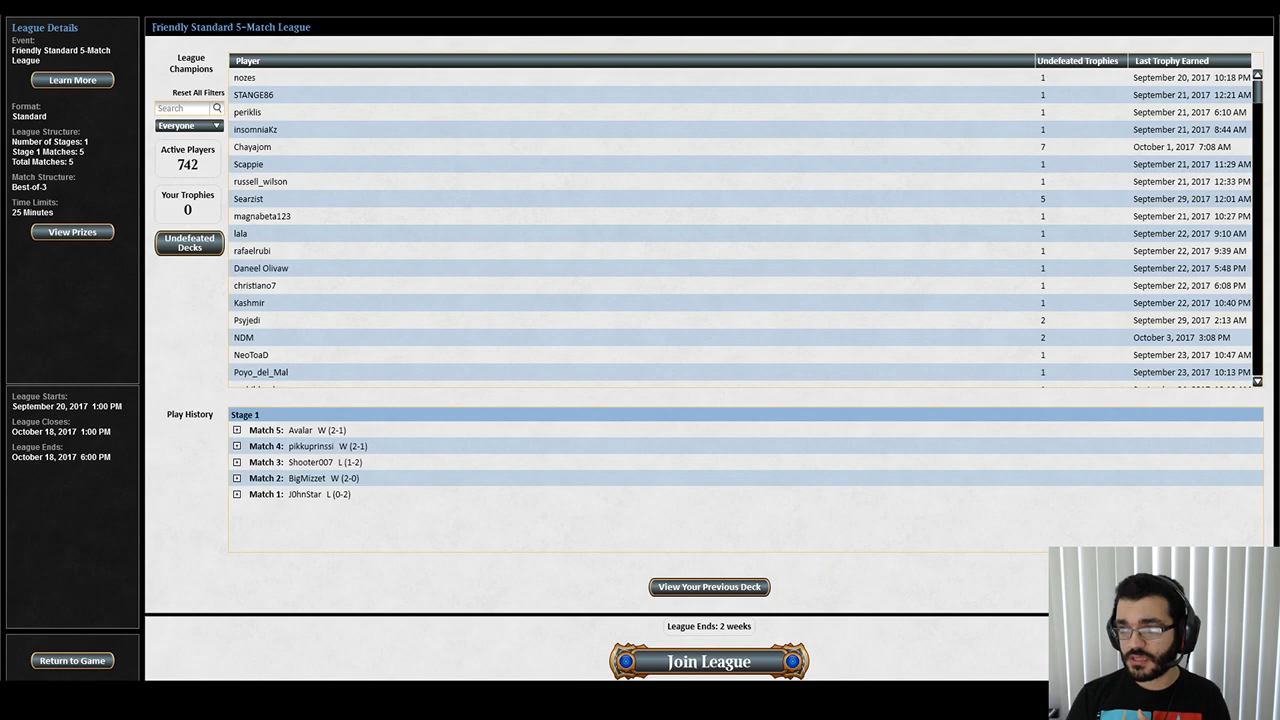 League Details
Event:
Friendly Standard 5-Match
League
Learn More
Format:
Standard
League Structure:
Number of Stages: 1
Stage 1 Matches: 5
Total Matches: 5
Match Structure:
Best-of-3
Time Limits:
25 Minutes
View Prizes
League Starts:
September 20, 2017 1:00 PM
League Closes:
October 18, 2017 1:00 PM
League Ends:
October 18, 2017 6:00 PM
Return to Game
Friendly Standard 5-Match League
League
Champions
Reset All Filters
Search
Everyone
Active Players
742
Your Trophies
0
Undefeated
Decks
Player Undefeated Trophies Last Trophy Earned
nozes 1 September 20, 2017 10:18 PM
STANGE86 1 September 21, 2017 12:21 AM
periklis 1 September 21, 2017 6:10 AM
insomniaKz 1 September 21, 2017 8:44 AM
Chayajom 7 October 1, 2017 7:08 AM
Scappie 1 September 21, 2017 11:29 AM
russell_wilson 1 September 21, 2017 12:33 PM
Searzist 5 September 29, 2017 12:01 AM
magnabeta123 1 September 21, 2017 10:27 PM
lala 1 September 22, 2017 9:10 AM
rafaelrubi 1 September 22, 2017 9:39 AM
Daneel Olivaw 1 September 22, 2017 5:48 PM
christiano7 1 September 22, 2017 6:08 PM
Kashmir 1 September 22, 2017 10:40 PM
Psyjedi 2 September 29, 2017 2:13 AM
NDM 2 October 3, 2017 3:08 PM
NeoToaD 1 September 23, 2017 10:47 AM
Poyo_del_Mal 1 September 23, 2017 10:13 PM
Play History
Stage 1
Match 5: Avalar W (2-1)
Match 4: pikkuprinssi W (2-1)
Match 3: Shooter007 L (1-2)
Match 2: BigMizzet W (2-0)
Match 1: J0hnStar L (0-2)
View Your Previous Deck
League Ends: 2 weeks
Join League